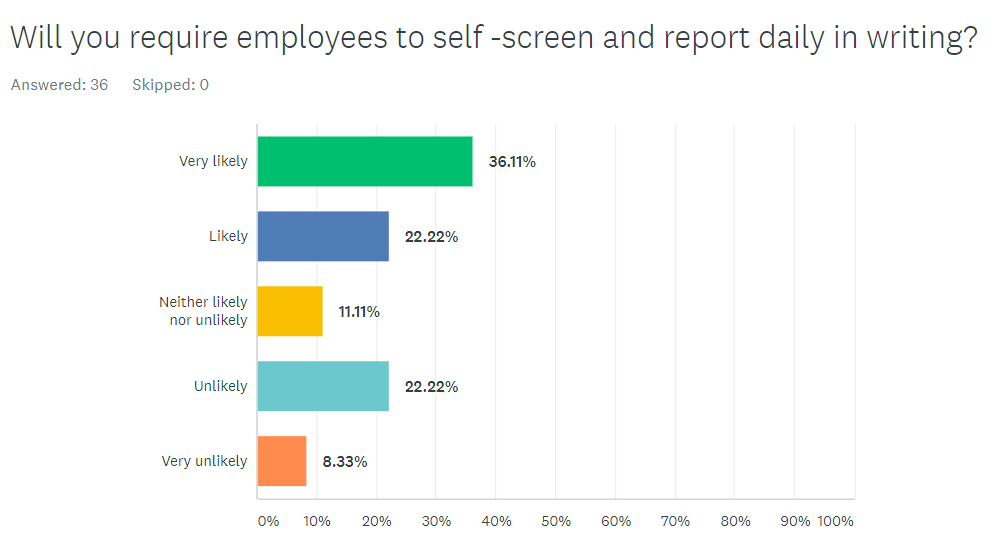 Will you require employees to self -screen and report daily in writing?
Answered: 36 Skipped: 0
Very likely 36.11%
Likely 22.22%
Neither likely
nor unlikely 11.11%
Unlikely 22.22%
Very unlikely 8.33%
0% 10% 20% 30% 40% 50% 60% 70% 80% 90% 100%